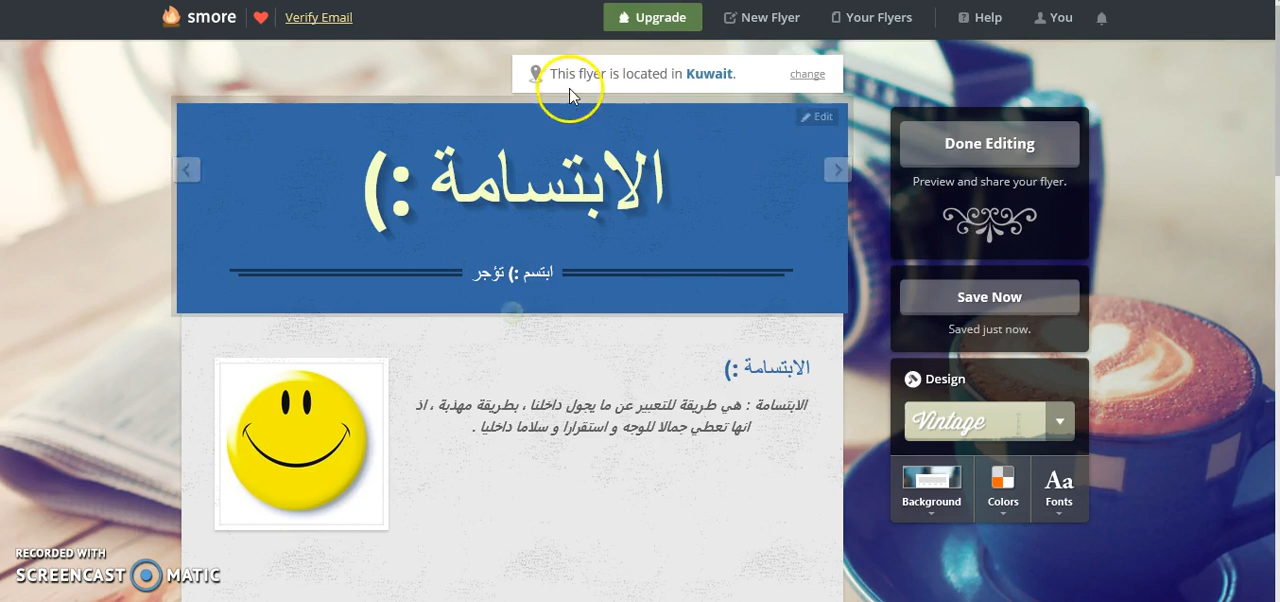 smore
Verify Email
Upgrade
New Flyer
Your Flyers
Help
You
This flyer is located in Kuwait.
change
Edit
الابتسامة :)
ابتسم :) تؤجر
الابتسامة :)
الابتسامة : هي طريقة للتعبير عن ما يجول داخلنا ، بطريقة مهذبة ، اذ
انها تعطي جمالا للوجه و استقرارا و سلاما داخليا .
Done Editing
Preview and share your flyer.
Save Now
Saved just now.
Design
Vintage
Background
Colors
Aa
Fonts
RECORDED WITH
SCREENCAST MATIC